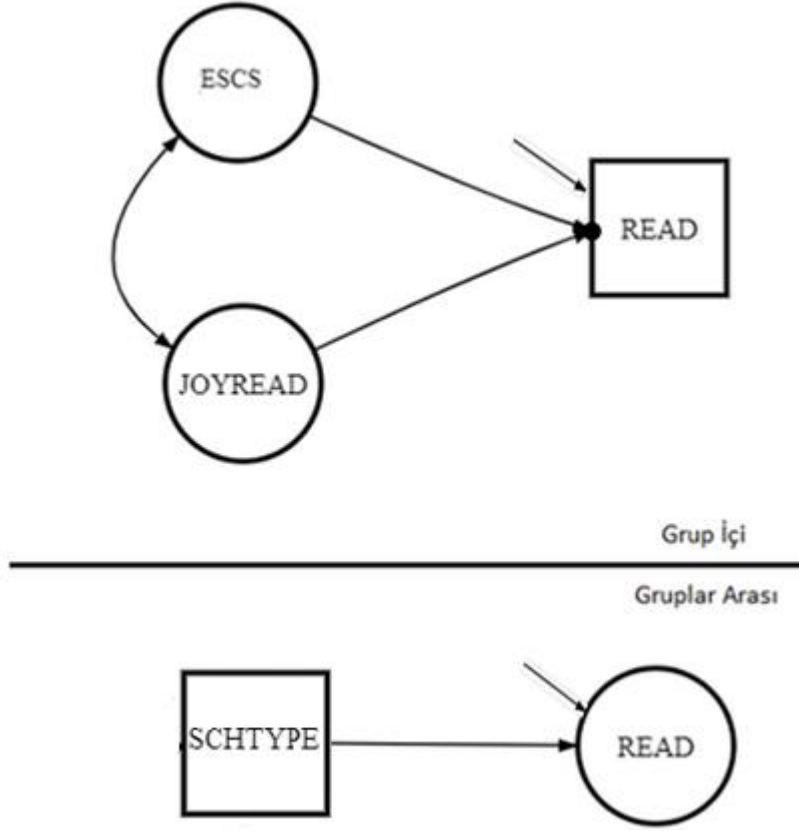 ESCS
READ
JOYREAD
Grup İçi
Gruplar Arası
SCHTYPE
READ